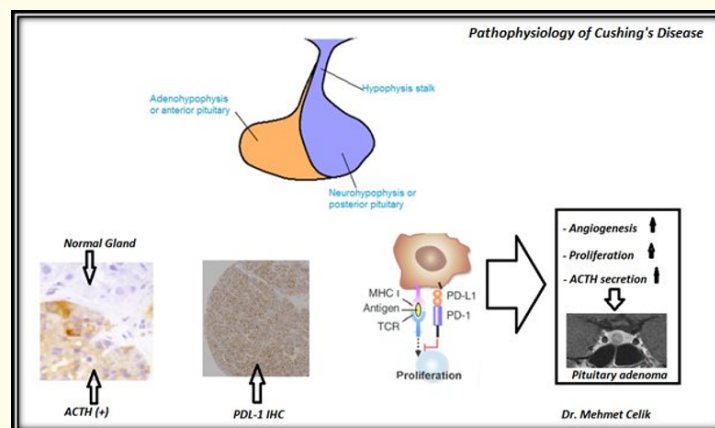 Pathophysiology of Cushing's Disease
Hypophysis stalk
Adenohypophysis
or anterior pituitary
Neurohypophysis or
posterior pituitary
Normal Gland
ACTH (+)
PDL-1 IHC
MHC I
Antigen
TCR
PD-L1
PD-1
Proliferation
- Angiogenesis
- Proliferation
- ACTH secretion
Pituitary adenoma
Dr. Mehmet Celik